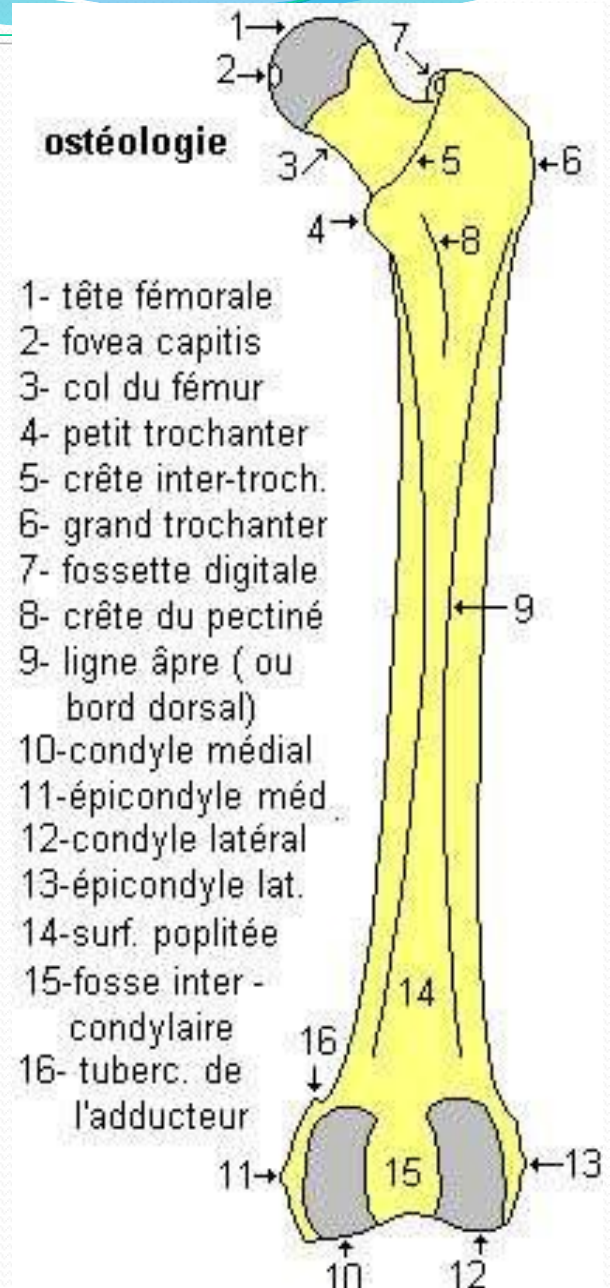 1
7
2
ostéologie
3
5
6
4
8
1- tête fémorale
2- fovea capitis
3- col du fémur
4- petit trochanter
5- crête inter-troch.
6- grand trochanter
7- fossette digitale
8- crête du pectiné
9- ligne âpre ( ou
bord dorsal)
9
10-condyle médial
11-épicondyle méd.
12-condyle latéral
13-épicondyle lat.
14-surf. poplitée
15-fosse inter -
condylaire
16- tuberc. de
l'adducteur
14
16
11
15
13
10
12